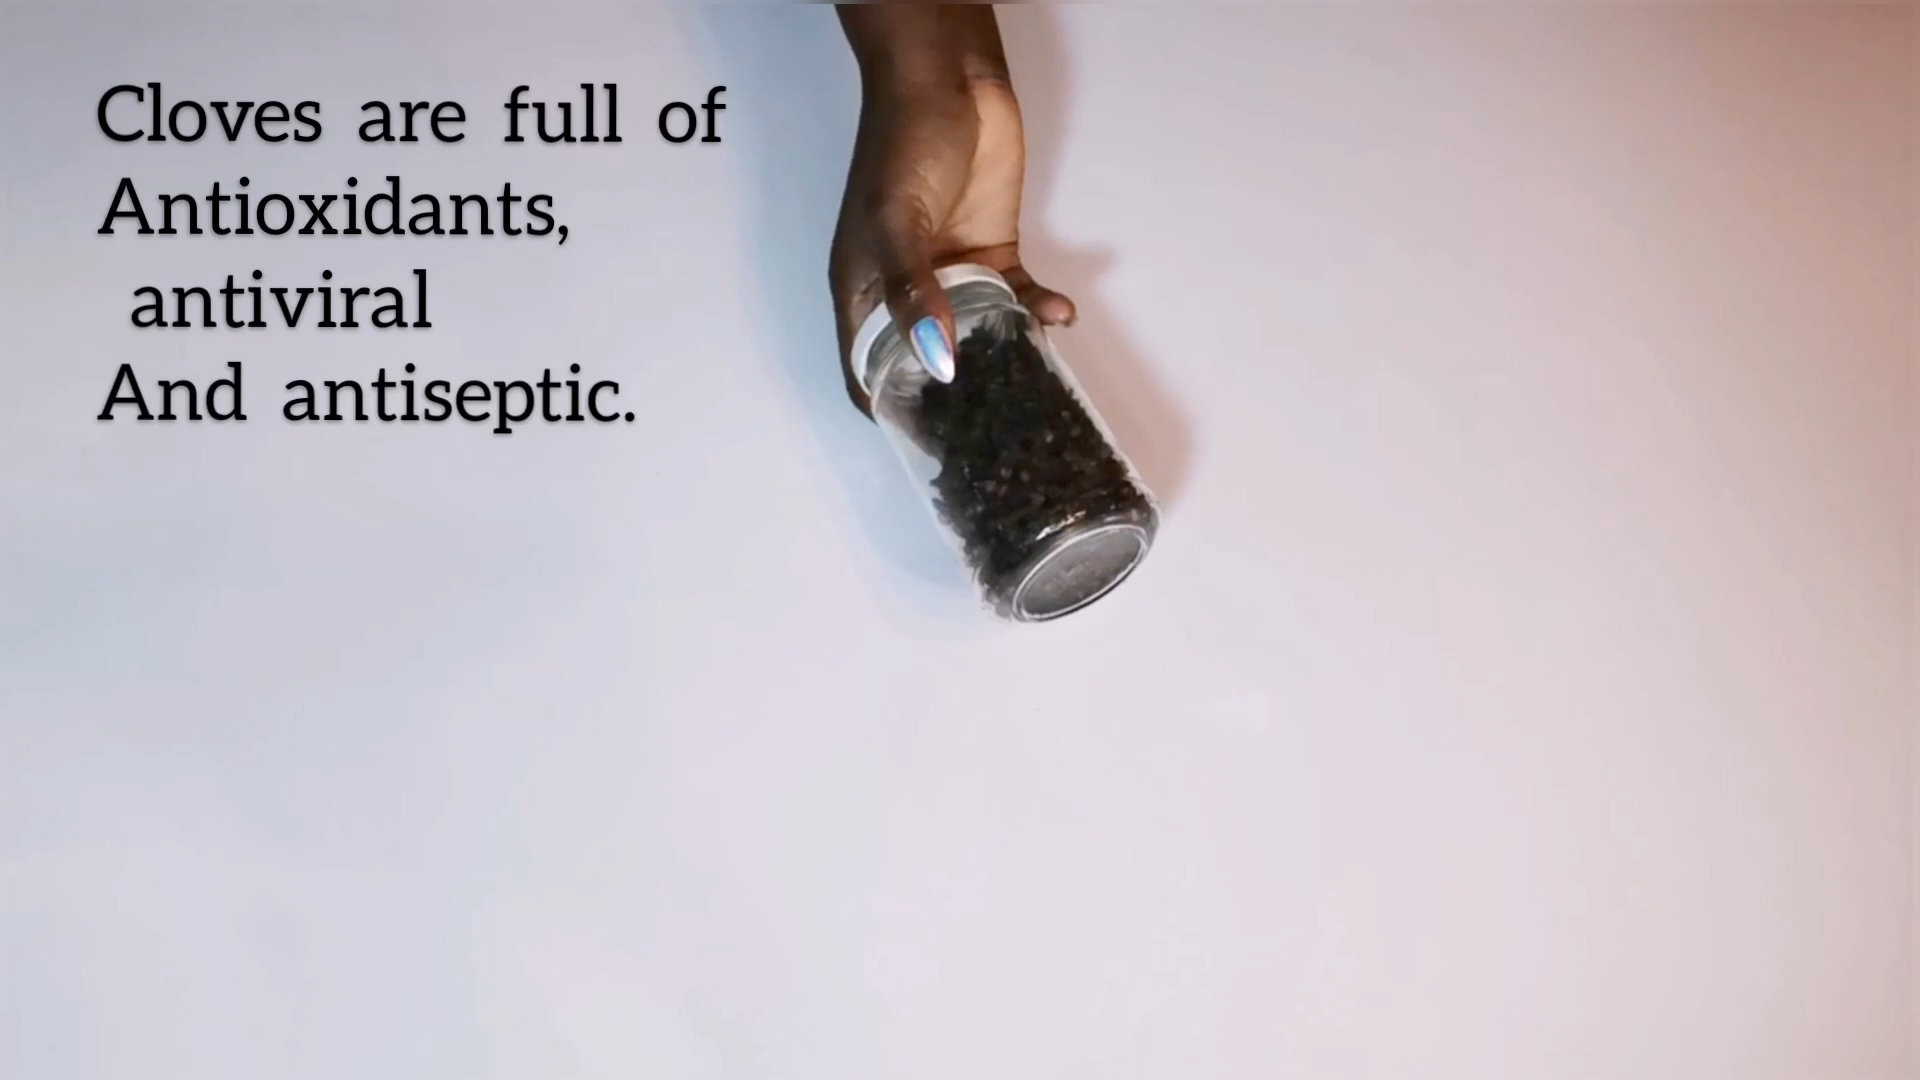 Cloves are full of
Antioxidants,
antiviral
And antiseptic.